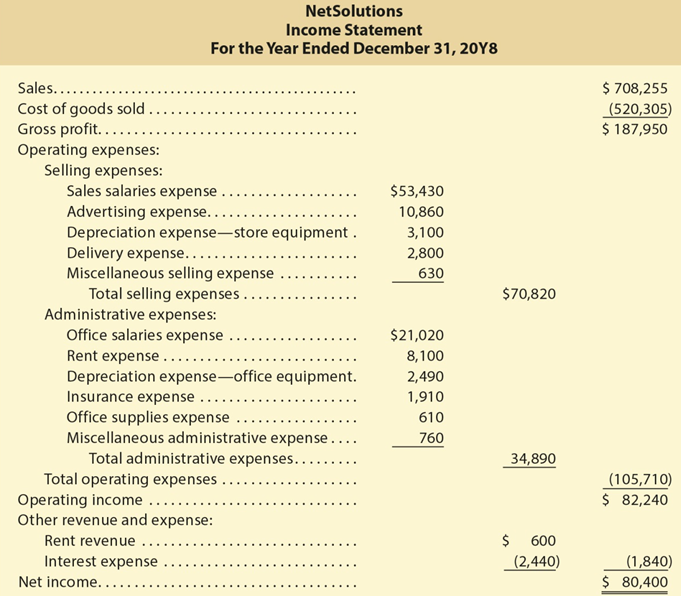 NetSolutions
Income Statement
For the Year Ended December 31, 20Y8
Sales................................................ $ 708,255
Cost of goods sold ............................. (520,305)
Gross profit....................................... $ 187,950
Operating expenses:
Selling expenses:
Sales salaries expense ................... $53,430
Advertising expense...................... 10,860
Depreciation expense—store equipment . 3,100
Delivery expense......................... 2,800
Miscellaneous selling expense ........... 630
Total selling expenses ................ $70,820
Administrative expenses:
Office salaries expense .................. $21,020
Rent expense ............................ 8,100
Depreciation expense—office equipment. 2,490
Insurance expense ....................... 1,910
Office supplies expense ................. 610
Miscellaneous administrative expense .... 760
Total administrative expenses......... 34,890
Total operating expenses .................... (105,710)
Operating income .............................. $ 82,240
Other revenue and expense:
Rent revenue ................................ $ 600
Interest expense ............................ (2,440) (1,840)
Net income...................................... $ 80,400